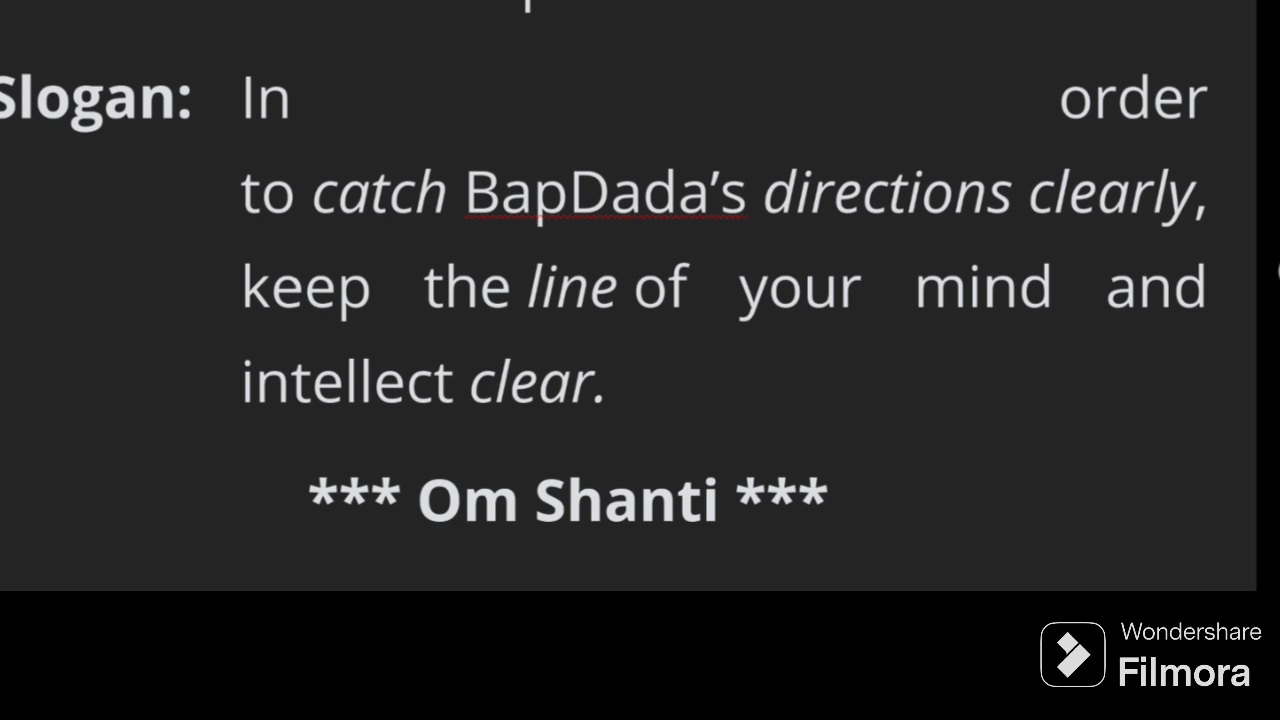 Slogan: In order
to catch BapDada’s directions clearly,
keep the line of your mind and
intellect clear.
*** Om Shanti ***
Wondershare
Filmora